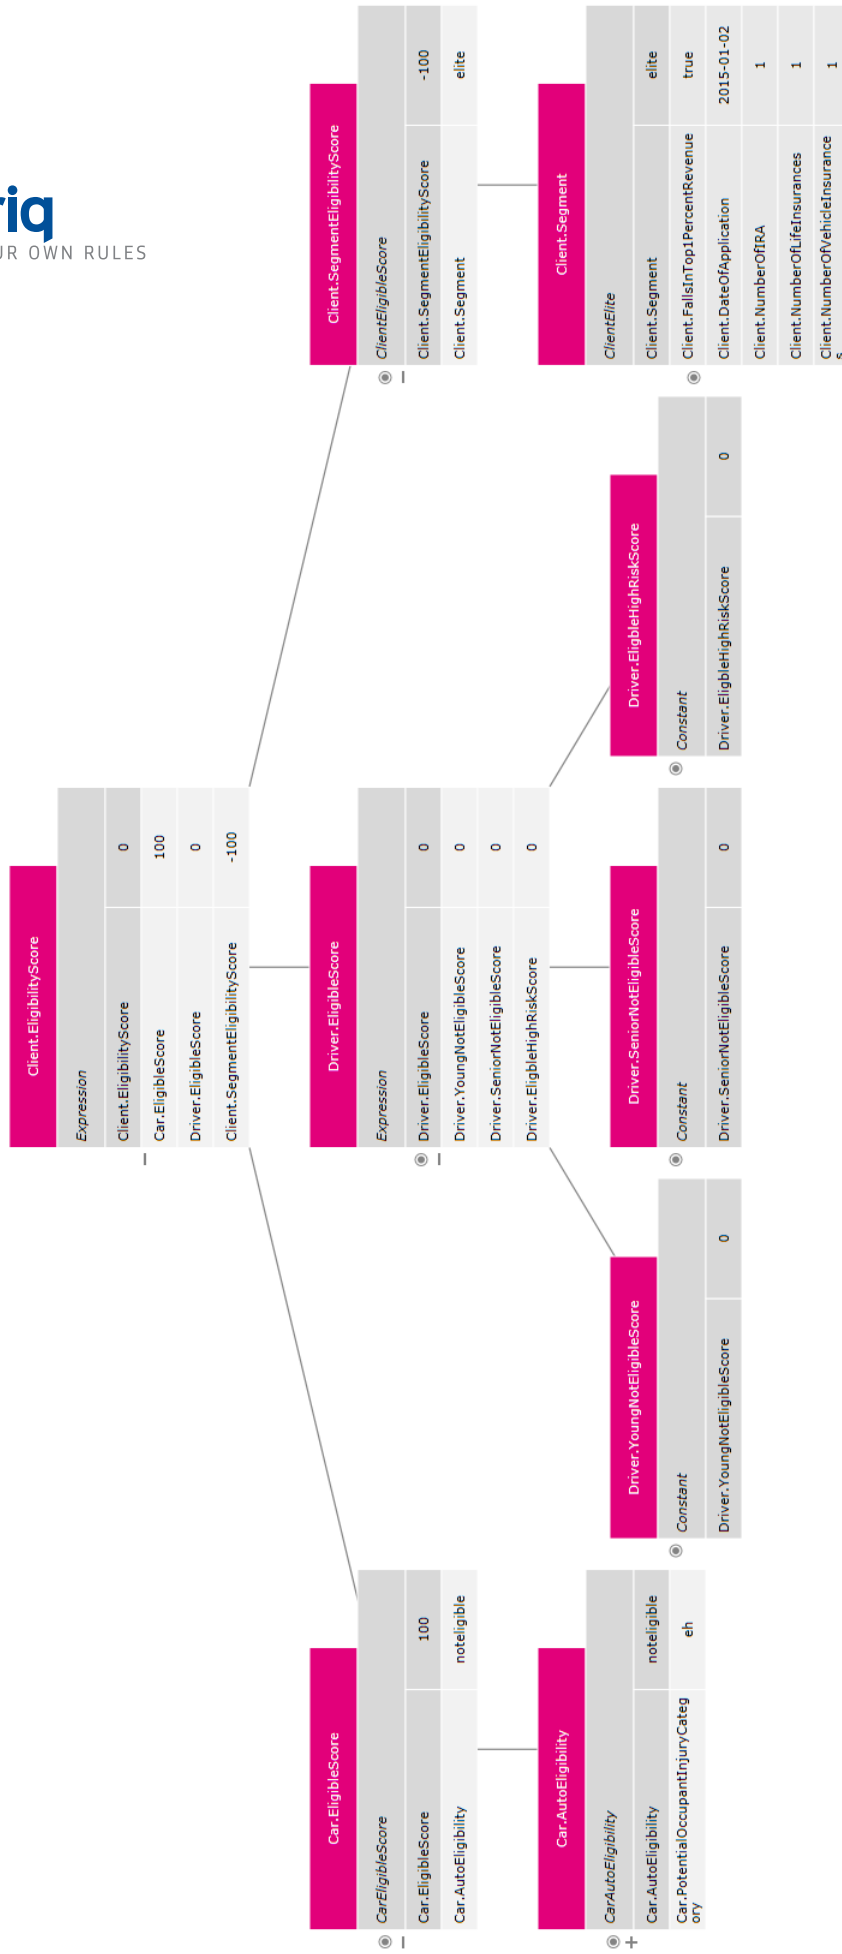 riq
UR OWN RULES
Client.EligibilityScore
Expression
Client.EligibilityScore 0
Car.EligibleScore 100
Driver.EligibleScore 0
Client.SegmentEligibilityScore -100
Car.EligibleScore
CarEligibleScore
Car.EligibleScore 100
Car.AutoEligibility noteligible
Driver.EligibleScore
Expression
Driver.EligibleScore 0
Driver.YoungNotEligibleScore 0
Driver.SeniorNotEligibleScore 0
Driver.EligbleHighRiskScore 0
Client.SegmentEligibilityScore
ClientEligibleScore
Client.SegmentEligibilityScore -100
Client.Segment elite
Car.AutoEligibility
CarAutoEligibility
Car.AutoEligibility noteligible
Car.PotentialOccupantInjuryCateg eh
ory
Driver.YoungNotEligibleScore
Constant
Driver.YoungNotEligibleScore 0
Driver.SeniorNotEligibleScore
Constant
Driver.SeniorNotEligibleScore 0
Driver.EligbleHighRiskScore
Constant
Driver.EligbleHighRiskScore 0
Client.Segment
ClientElite
Client.Segment elite
Client.FallsInTop1PercentRevenue true
Client.DateOfApplication 2015-01-02
Client.NumberOfIRA 1
Client.NumberOfLifeInsurances 1
Client.NumberOfVehicleInsurance 1
s